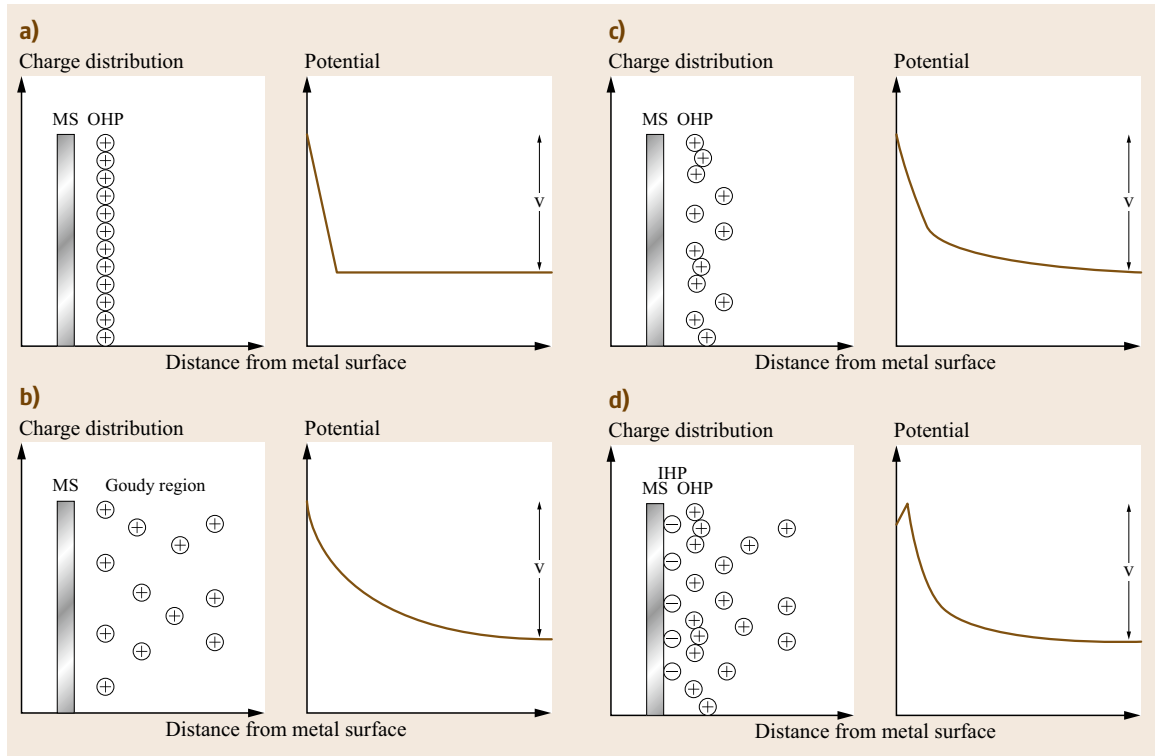 a)
Charge distribution
Potential
MS OHP
V
Distance from metal surface
b)
Charge distribution
Potential
MS Goudy region
V
Distance from metal surface
c)
Charge distribution
Potential
MS OHP
V
Distance from metal surface
d)
Charge distribution
Potential
IHP
MS OHP
V
Distance from metal surface